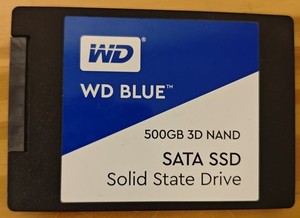 WD
WD BLUE™
500GB 3D NAND
SATA SSD
Solid State Drive